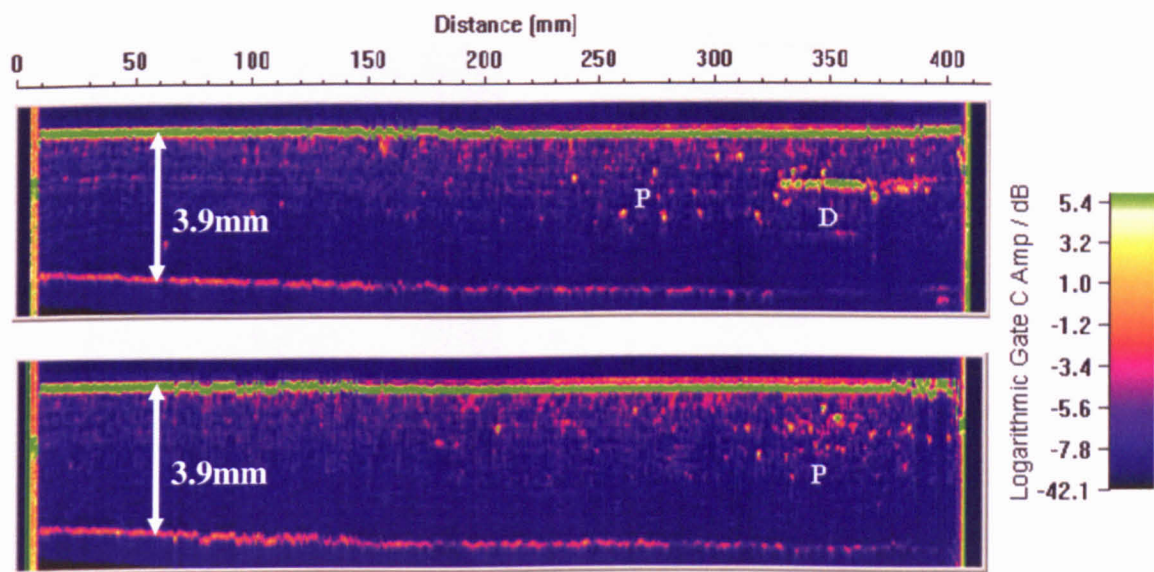 Distance [mm]
0 50 100 150 200 250 300 350 400
3.9mm
P
D
3.9mm
P
Logarithmic Gate C Amp / dB
5.4
3.2
1.0
-1.2
-3.4
-5.6
-7.8
-42.1